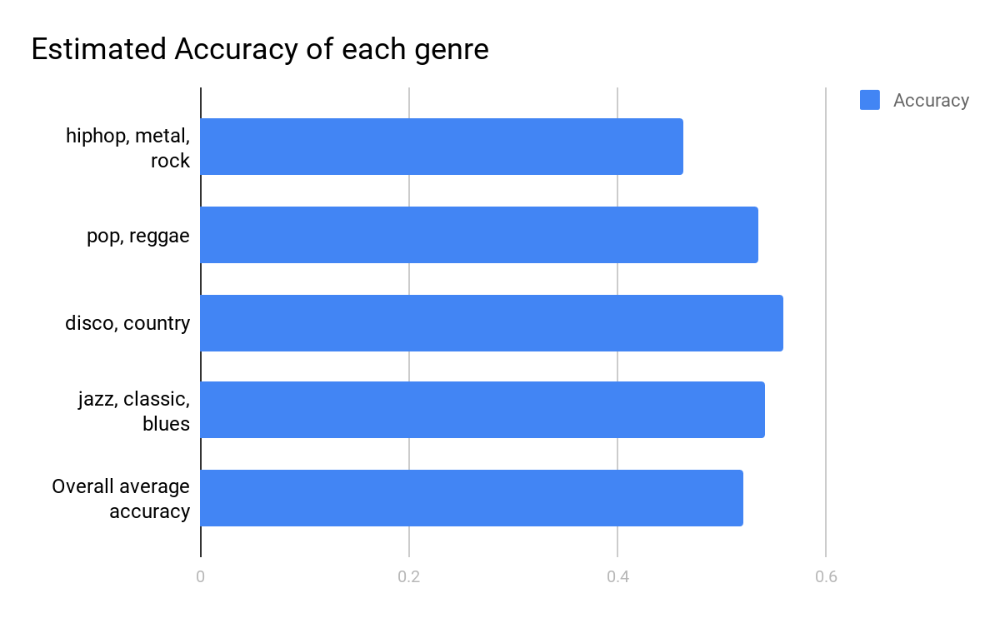 Estimated Accuracy of each genre
Accuracy
hiphop, metal,
rock
pop, reggae
disco, country
jazz, classic,
blues
Overall average
accuracy
0
0.2
0.4
0.6